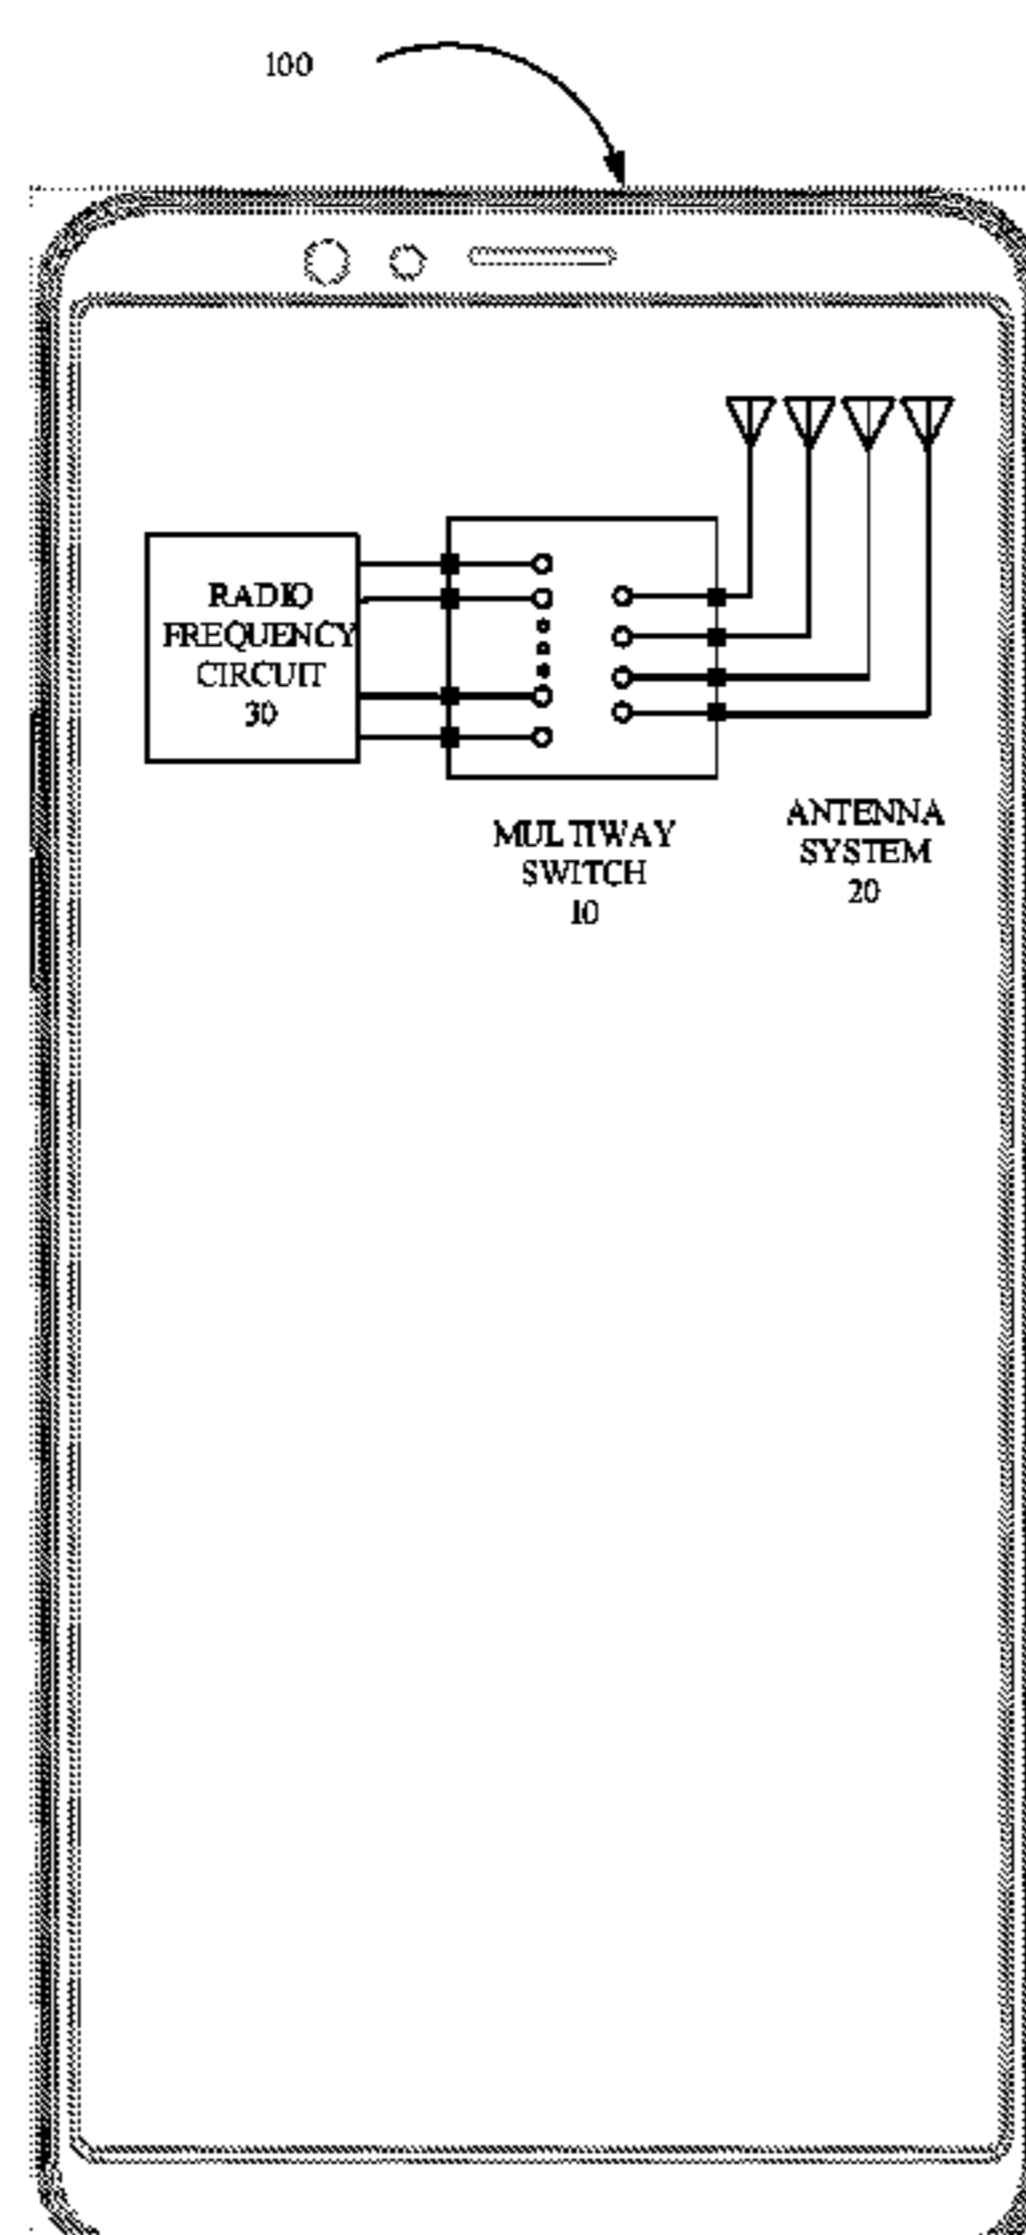 100
RADIO
FREQUENCY
CIRCUIT
30
MULTIWAY
SWITCH
10
ANTENNA
SYSTEM
20